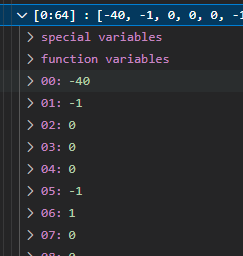 [0:64] : [-40, -1, 0, 0, 0, -1
special variables
function variables
00: -40
01: -1
02: 0
03: 0
04: 0
05: -1
06: 1
07: 0